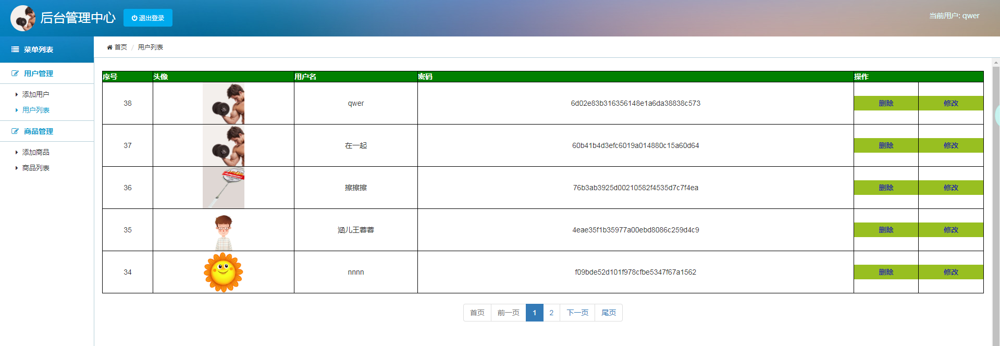 后台管理中心 退出登录 当前用户: qwer
菜单列表
首页 / 用户列表
用户管理
添加用户
用户列表
商品管理
添加商品
商品列表
序号 头像 用户名 密码 操作
38 qwer 6d02e83b316356148e1a6da38838c573 删除 修改
37 在一起 60b41b4d3efc6019a014880c15a60d64 删除 修改
36 擦擦擦 76b3ab3925d00210582f4535d7c7f4ea 删除 修改
35 涵儿王蓉蓉 4eae35f1b35977a00ebd8086c259d4c9 删除 修改
34 nnnn f09bde52d101f978cfbe5347f67a1562 删除 修改
首页 前一页 1 2 下一页 尾页